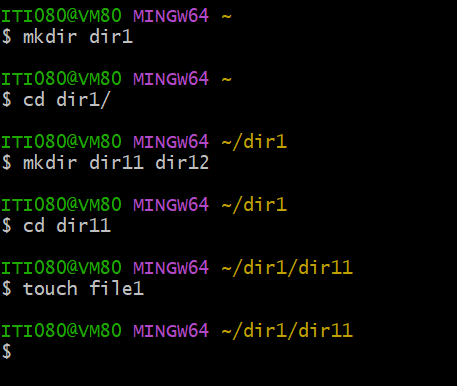 ITI080@VM80 MINGW64 ~
$ mkdir dir1
ITI080@VM80 MINGW64 ~
$ cd dir1/
ITI080@VM80 MINGW64 ~/dir1
$ mkdir dir11 dir12
ITI080@VM80 MINGW64 ~/dir1
$ cd dir11
ITI080@VM80 MINGW64 ~/dir1/dir11
$ touch file1
ITI080@VM80 MINGW64 ~/dir1/dir11
$